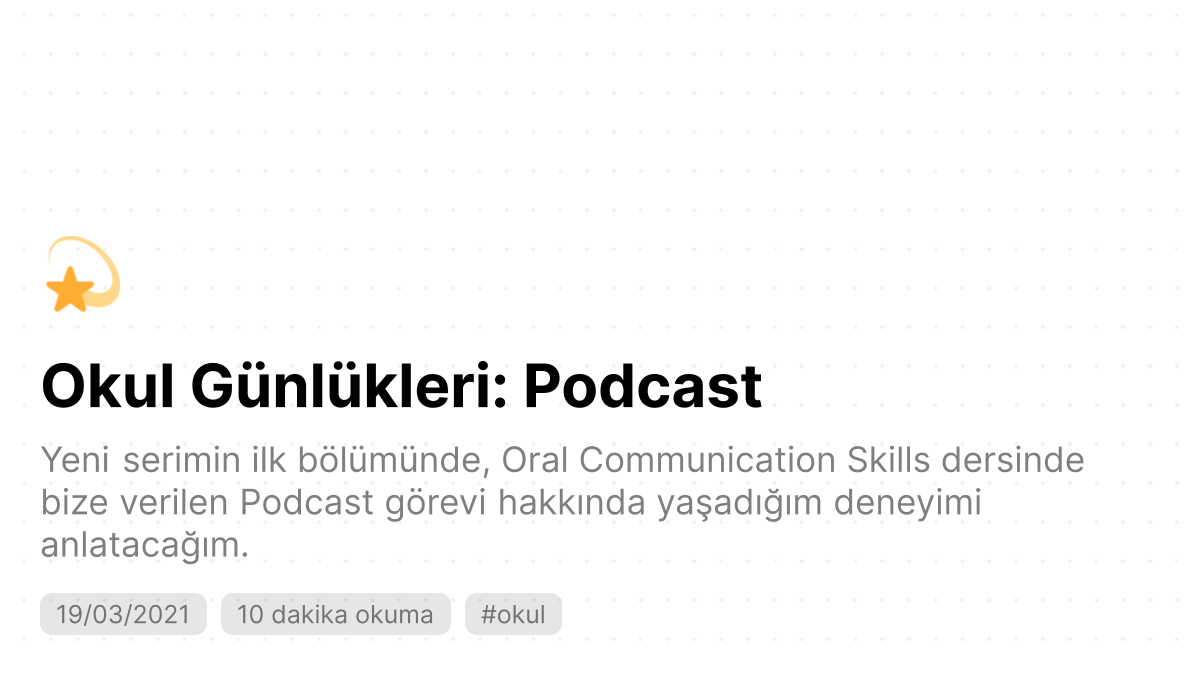 Okul Günlükleri: Podcast
Yeni serimin ilk bölümünde, Oral Communication Skills dersinde
bize verilen Podcast görevi hakkında yaşadığım deneyimi
anlatacağım.
19/03/2021 10 dakika okuma #okul